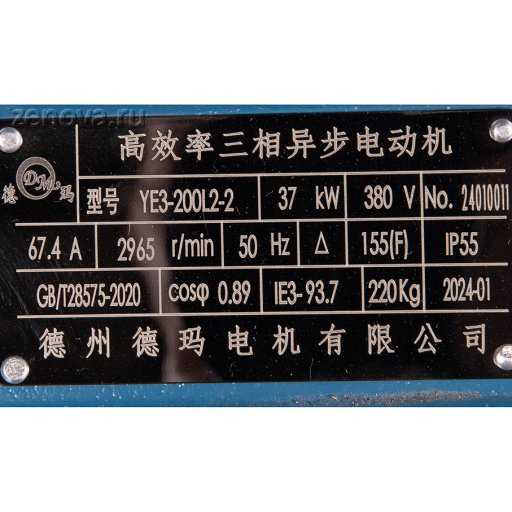 zenova.ru
高效率三相异步电动机
德 DM 玛
型号 YE3-200L2-2 37 kW 380 V No. 24010011
67.4 A 2965 r/min 50 Hz Δ 155(F) IP55
GB/T28575-2020 cosφ 0.89 IE3-93.7 220Kg 2024-01
德州德玛电机有限公司